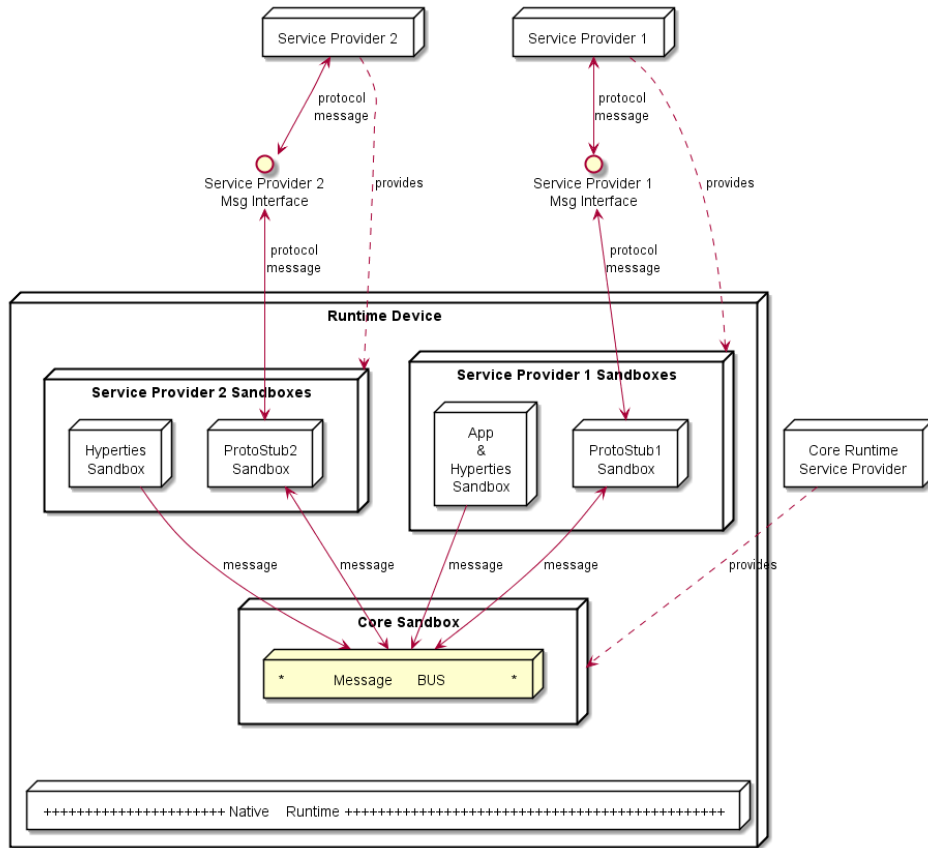 Service Provider 2
Service Provider 1
protocol
message
protocol
message
Service Provider 2
Msg Interface
provides
Service Provider 1
Msg Interface
provides
protocol
message
protocol
message
Runtime Device
Service Provider 2 Sandboxes
Service Provider 1 Sandboxes
Hyperties
Sandbox
ProtoStub2
Sandbox
App
&
Hyperties
Sandbox
ProtoStub1
Sandbox
Core Runtime
Service Provider
message
message
message
message
provides
Core Sandbox
* Message BUS *
++++++++++++++++++++++ Native Runtime ++++++++++++++++++++++++++++++++++++++++++++++